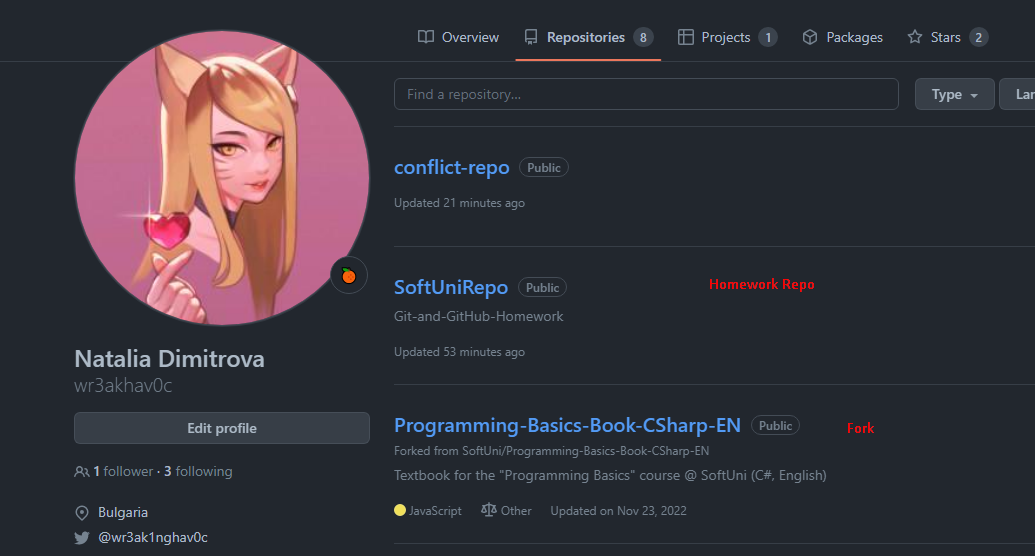 Overview Repositories 8 Projects 1 Packages Stars 2
Find a repository... Type Lan
conflict-repo Public
Updated 21 minutes ago
SoftUniRepo Public Homework Repo
Git-and-GitHub-Homework
Updated 53 minutes ago
Natalia Dimitrova
wr3akhav0c
Edit profile
1 follower · 3 following
Bulgaria
@wr3ak1nghav0c
Programming-Basics-Book-CSharp-EN Public Fork
Forked from SoftUni/Programming-Basics-Book-CSharp-EN
Textbook for the "Programming Basics" course @ SoftUni (C#, English)
JavaScript Other Updated on Nov 23, 2022